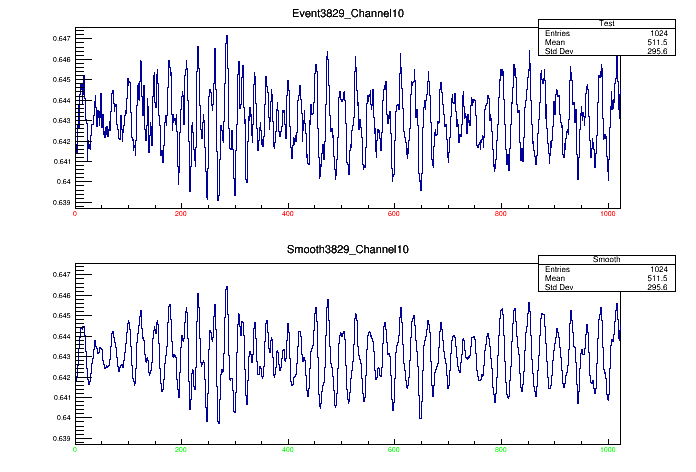 Event3829_Channel10
Test
Entries 1024
Mean 511.5
Std Dev 295.6
0.647
0.646
0.645
0.644
0.643
0.642
0.641
0.64
0.639
0 200 400 600 800 1000
Smooth3829_Channel10
Smooth
Entries 1024
Mean 511.5
Std Dev 295.6
0.647
0.646
0.645
0.644
0.643
0.642
0.641
0.64
0.639
0 200 400 600 800 1000